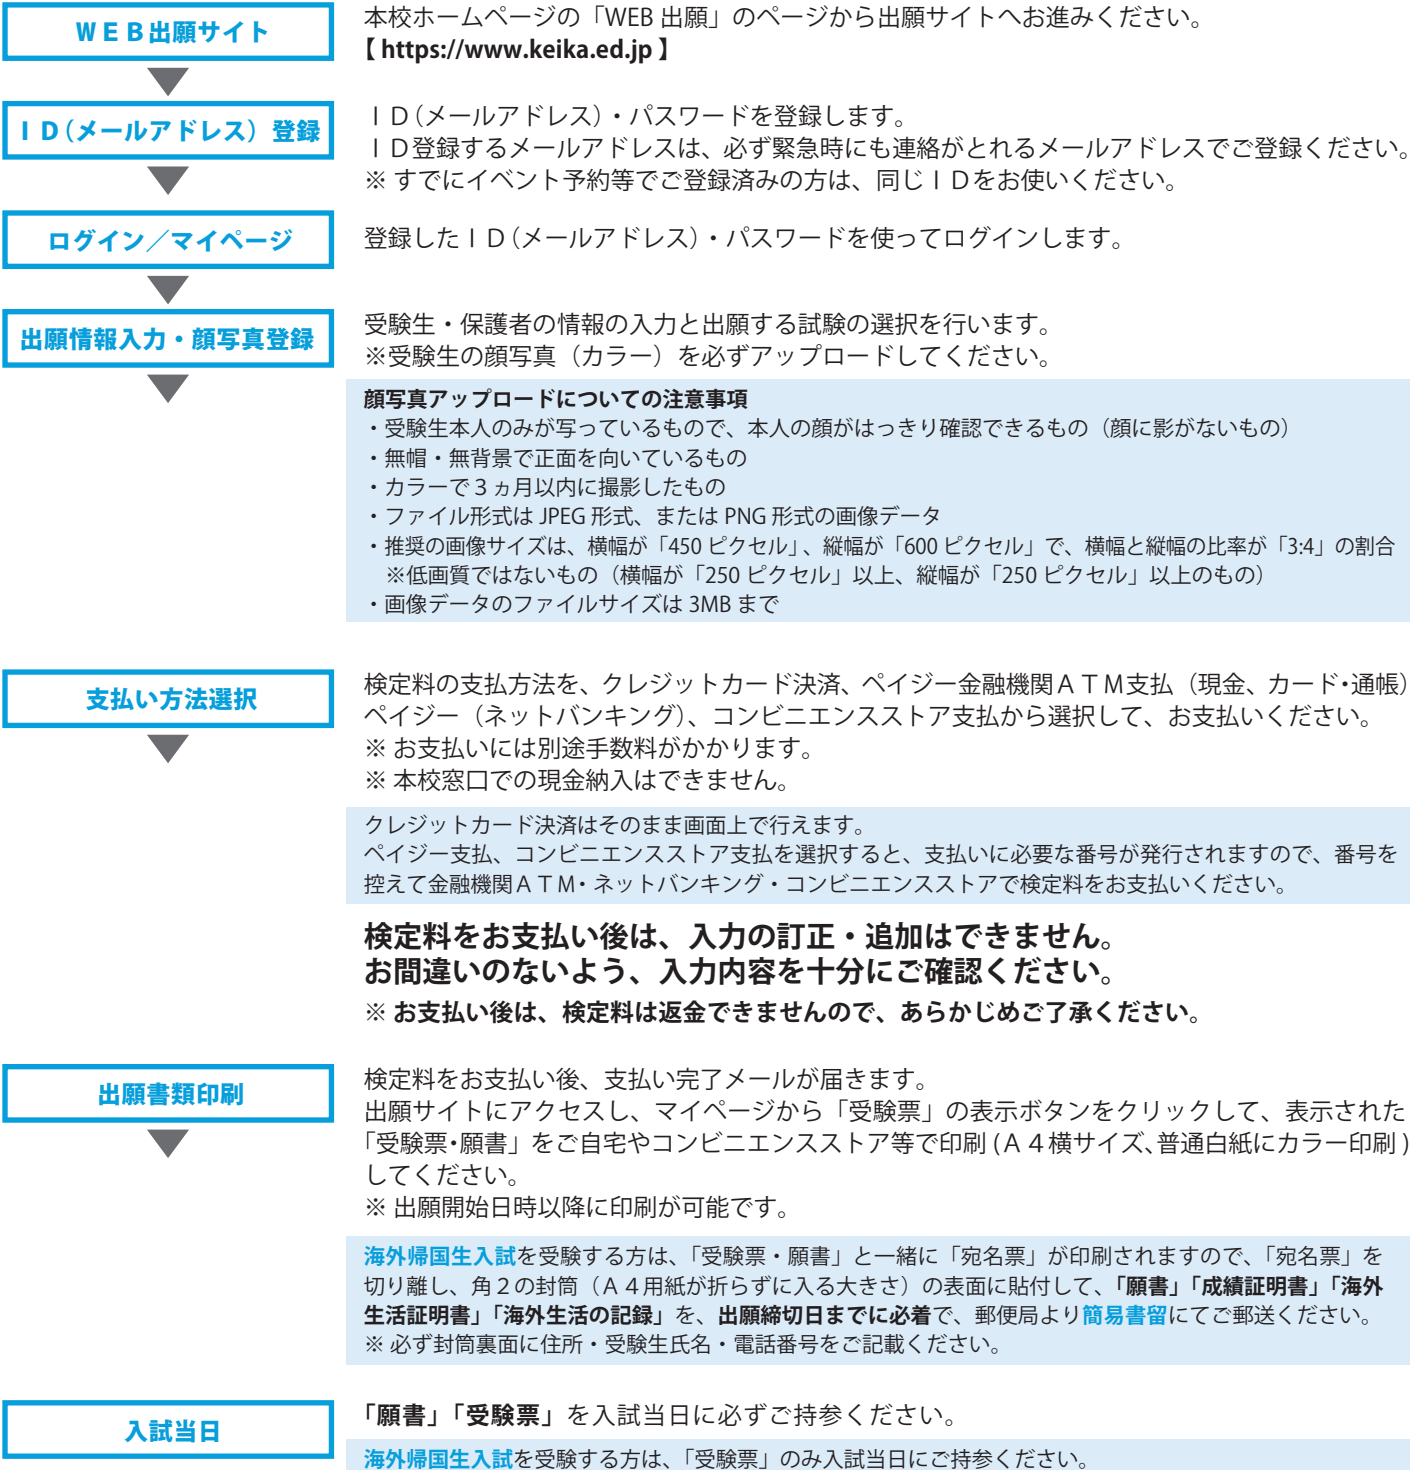 ＷＥＢ出願サイト
本校ホームページの「WEB 出願」のページから出願サイトへお進みください。
【 https://www.keika.ed.jp 】
ＩＤ（メールアドレス）登録
ＩＤ（メールアドレス）・パスワードを登録します。
ＩＤ登録するメールアドレスは、必ず緊急時にも連絡がとれるメールアドレスでご登録ください。
※ すでにイベント予約等でご登録済みの方は、同じＩＤをお使いください。
ログイン／マイページ
登録したＩＤ（メールアドレス）・パスワードを使ってログインします。
出願情報入力・顔写真登録
受験生・保護者の情報の入力と出願する試験の選択を行います。
※受験生の顔写真（カラー）を必ずアップロードしてください。
顔写真アップロードについての注意事項
・受験生本人のみが写っているもので、本人の顔がはっきり確認できるもの（顔に影がないもの）
・無帽・無背景で正面を向いているもの
・カラーで３ヵ月以内に撮影したもの
・ファイル形式は JPEG 形式、または PNG 形式の画像データ
・推奨の画像サイズは、横幅が「450 ピクセル」、縦幅が「600 ピクセル」で、横幅と縦幅の比率が「3:4」の割合
※低画質ではないもの（横幅が「250 ピクセル」以上、縦幅が「250 ピクセル」以上のもの）
・画像データのファイルサイズは 3MB まで
支払い方法選択
検定料の支払方法を、クレジットカード決済、ペイジー金融機関ＡＴＭ支払（現金、カード・通帳）
ペイジー（ネットバンキング）、コンビニエンスストア支払から選択して、お支払いください。
※ お支払いには別途手数料がかかります。
※ 本校窓口での現金納入はできません。
クレジットカード決済はそのまま画面上で行えます。
ペイジー支払、コンビニエンスストア支払を選択すると、支払いに必要な番号が発行されますので、番号を
控えて金融機関ＡＴＭ・ネットバンキング・コンビニエンスストアで検定料をお支払いください。
検定料をお支払い後は、入力の訂正・追加はできません。
お間違いのないよう、入力内容を十分にご確認ください。
※ お支払い後は、検定料は返金できませんので、あらかじめご了承ください。
出願書類印刷
検定料をお支払い後、支払い完了メールが届きます。
出願サイトにアクセスし、マイページから「受験票」の表示ボタンをクリックして、表示された
「受験票・願書」をご自宅やコンビニエンスストア等で印刷 (Ａ４横サイズ、普通白紙にカラー印刷 )
してください。
※ 出願開始日時以降に印刷が可能です。
海外帰国生入試を受験する方は、「受験票・願書」と一緒に「宛名票」が印刷されますので、「宛名票」を
切り離し、角２の封筒（Ａ４用紙が折らずに入る大きさ）の表面に貼付して、「願書」「成績証明書」「海外
生活証明書」「海外生活の記録」を、出願締切日までに必着で、郵便局より簡易書留にてご郵送ください。
※ 必ず封筒裏面に住所・受験生氏名・電話番号をご記載ください。
入試当日
「願書」「受験票」を入試当日に必ずご持参ください。
海外帰国生入試を受験する方は、「受験票」のみ入試当日にご持参ください。